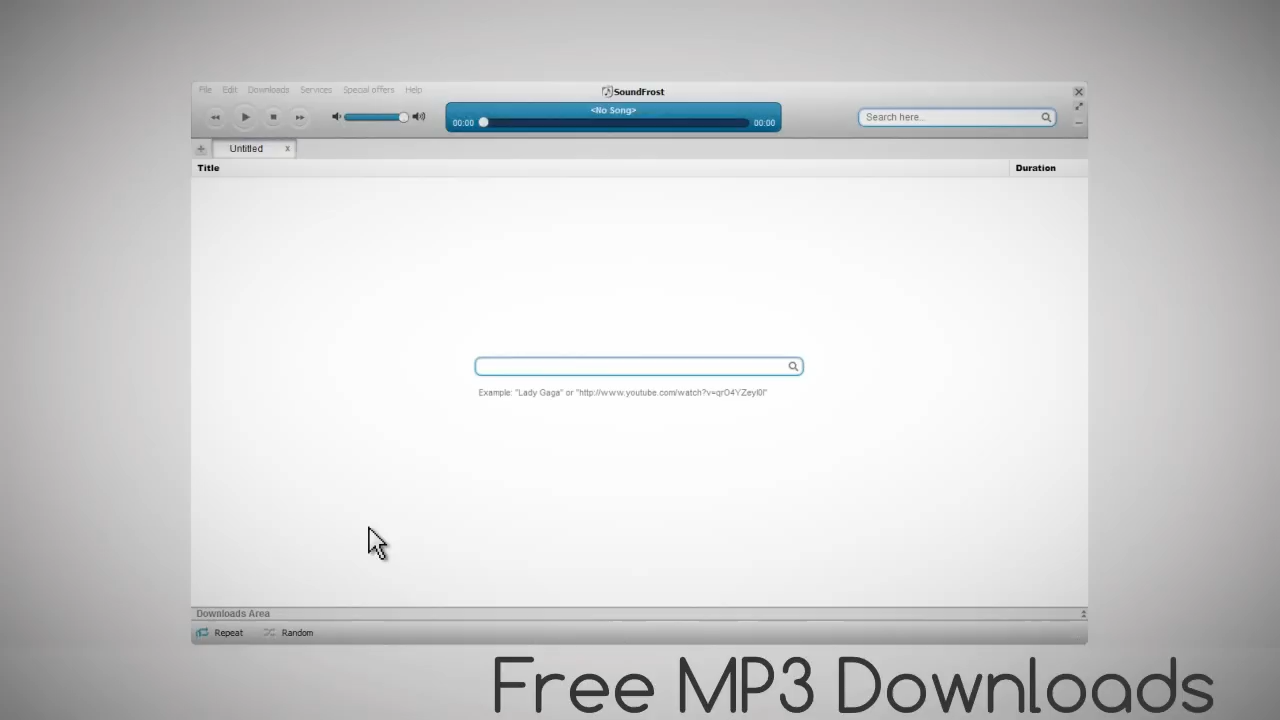 SoundFrost
File Edit Downloads Services Special offers Help
<No Song>
00:00 00:00
Search here...
+ Untitled x
Title Duration
Example: "Lady Gaga" or "http://www.youtube.com/watch?v=qrO4YZeyl0I"
Downloads Area
Repeat Random
Free MP3 Downloads